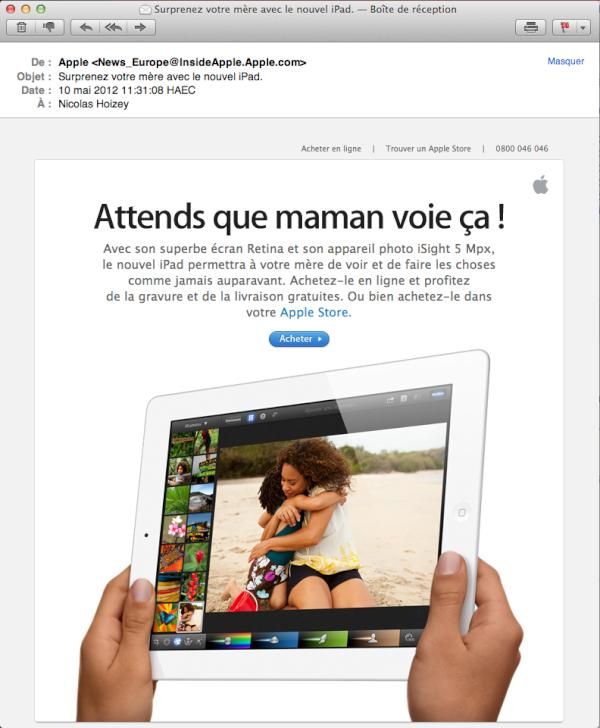 Surprenez votre mère avec le nouvel iPad. — Boîte de réception
De : Apple <News_Europe@InsideApple.Apple.com>
Masquer
Objet : Surprenez votre mère avec le nouvel iPad.
Date : 10 mai 2012 11:31:08 HAEC
À : Nicolas Hoizey
Acheter en ligne | Trouver un Apple Store | 0800 046 046
Attends que maman voie ça !
Avec son superbe écran Retina et son appareil photo iSight 5 Mpx,
le nouvel iPad permettra à votre mère de voir et de faire les choses
comme jamais auparavant. Achetez-le en ligne et profitez
de la gravure et de la livraison gratuites. Ou bien achetez-le dans
votre Apple Store.
Acheter